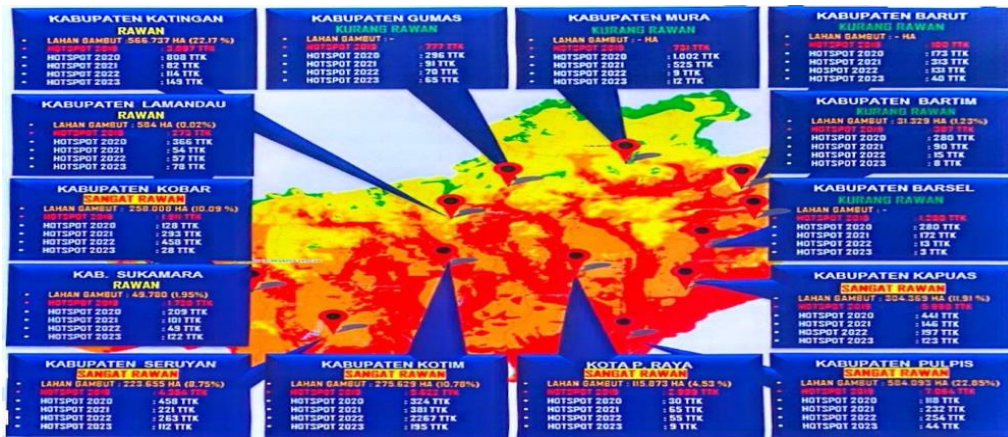 KABUPATEN KATINGAN
RAWAN
LAHAN GAMBUT :566.737 HA (22,17 %)
HOTSPOT 2019
HOTSPOT 2020 : 808 TTK
HOTSPOT 2021 : 82 TTK
HOTSPOT 2022 : 114 TTK
HOTSPOT 2023 : 149 TTK
KABUPATEN GUMAS
KURANG RAWAN
LAHAN GAMBUT : -
HOTSPOT 2019 : 777 TTK
HOTSPOT 2020 : 296 TTK
HOTSPOT 2021 : 91 TTK
HOTSPOT 2022 : 70 TTK
HOTSPOT 2023 : 65 TTK
KABUPATEN MURA
KURANG RAWAN
LAHAN GAMBUT : - HA
HOTSPOT 2019 : 731 TTK
HOTSPOT 2020 : 1.002 TTK
HOTSPOT 2021 : 525 TTK
HOTSPOT 2022 : 9 TTK
HOTSPOT 2023 : 12 TTK
KABUPATEN BARUT
KURANG RAWAN
LAHAN GAMBUT : - HA
HOTSPOT 2019
HOTSPOT 2020 : 173 TTK
HOTSPOT 2021 : 313 TTK
HOTSPOT 2022 : 131 TTK
HOTSPOT 2023 : 40 TTK
KABUPATEN LAMANDAU
RAWAN
LAHAN GAMBUT : 584 HA (0,02%)
HOTSPOT 2019 : 273 TTK
HOTSPOT 2020 : 366 TTK
HOTSPOT 2021 : 54 TTK
HOTSPOT 2022 : 57 TTK
HOTSPOT 2023 : 78 TTK
KABUPATEN BARTIM
KURANG RAWAN
LAHAN GAMBUT : 31.329 HA (1,23%)
HOTSPOT 2019 : 387 TTK
HOTSPOT 2020 : 280 TTK
HOTSPOT 2021 : 90 TTK
HOTSPOT 2022 : 15 TTK
HOTSPOT 2023 : 8 TTK
KABUPATEN KOBAR
SANGAT RAWAN
LAHAN GAMBUT : 258.000 HA (10,09 %)
HOTSPOT 2019 : 1.911 TTK
HOTSPOT 2020 : 128 TTK
HOTSPOT 2021 : 293 TTK
HOTSPOT 2022 : 458 TTK
HOTSPOT 2023 : 28 TTK
KABUPATEN BARSEL
KURANG RAWAN
LAHAN GAMBUT : -
HOTSPOT 2019 : 1.280 TTK
HOTSPOT 2020 : 280 TTK
HOTSPOT 2021 : 172 TTK
HOTSPOT 2022 : 13 TTK
HOTSPOT 2023 : 3 TTK
KAB. SUKAMARA
RAWAN
LAHAN GAMBUT : 49.780 (1,95%)
HOTSPOT 2019
HOTSPOT 2020 : 209 TTK
HOTSPOT 2021 : 101 TTK
HOTSPOT 2022 : 49 TTK
HOTSPOT 2023 : 122 TTK
KABUPATEN KAPUAS
SANGAT RAWAN
LAHAN GAMBUT : 304.369 HA (11,91 %)
HOTSPOT 2019
HOTSPOT 2020 : 441 TTK
HOTSPOT 2021 : 146 TTK
HOTSPOT 2022 : 197 TTK
HOTSPOT 2023 : 123 TTK
KABUPATEN SERUYAN
SANGAT RAWAN
LAHAN GAMBUT : 223.655 HA (8,75%)
HOTSPOT 2019
HOTSPOT 2020 : 458 TTK
HOTSPOT 2021 : 221 TTK
HOTSPOT 2022 : 263 TTK
HOTSPOT 2023 : 112 TTK
KABUPATEN KOTIM
SANGAT RAWAN
LAHAN GAMBUT : 275.629 HA (10,78%)
HOTSPOT 2019
HOTSPOT 2020 : 324 TTK
HOTSPOT 2021 : 381 TTK
HOTSPOT 2022 : 2267 TTK
HOTSPOT 2023 : 195 TTK
KOTA P. RAYA
SANGAT RAWAN
LAHAN GAMBUT : 115.873 HA (4,53 %)
HOTSPOT 2019
HOTSPOT 2020 : 30 TTK
HOTSPOT 2021 : 65 TTK
HOTSPOT 2022 : 55 TTK
HOTSPOT 2023 : 9 TTK
KABUPATEN PULPIS
SANGAT RAWAN
LAHAN GAMBUT : 584.093 HA (22,85%)
HOTSPOT 2019
HOTSPOT 2020 : 118 TTK
HOTSPOT 2021 : 232 TTK
HOTSPOT 2022 : 254 TTK
HOTSPOT 2023 : 44 TTK